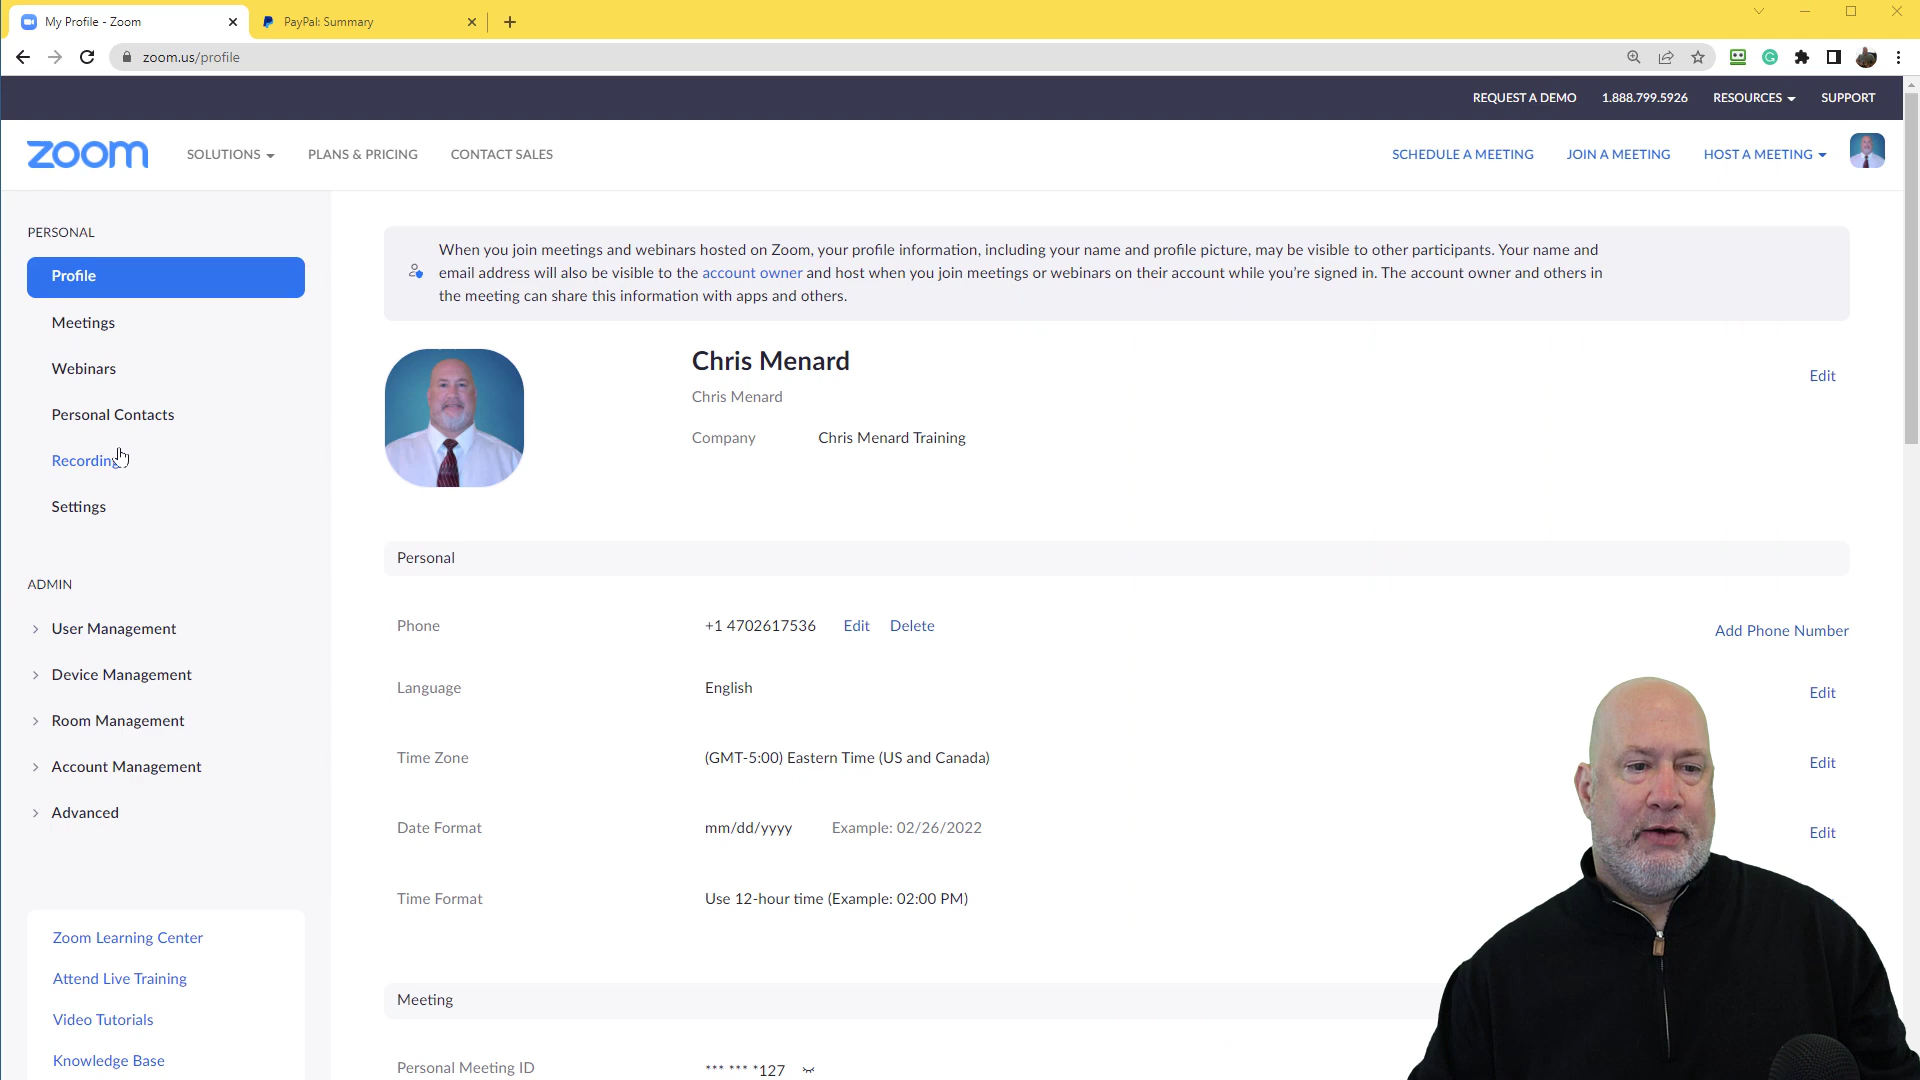 My Profile - Zoom
PayPal: Summary
zoom.us/profile
REQUEST A DEMO 1.888.799.5926 RESOURCES SUPPORT
zoom SOLUTIONS PLANS & PRICING CONTACT SALES SCHEDULE A MEETING JOIN A MEETING HOST A MEETING
PERSONAL
Profile
Meetings
Webinars
Personal Contacts
Recordings
Settings
ADMIN
User Management
Device Management
Room Management
Account Management
Advanced
Zoom Learning Center
Attend Live Training
Video Tutorials
Knowledge Base
When you join meetings and webinars hosted on Zoom, your profile information, including your name and profile picture, may be visible to other participants. Your name and
email address will also be visible to the account owner and host when you join meetings or webinars on their account while you’re signed in. The account owner and others in
the meeting can share this information with apps and others.
Chris Menard
Edit
Chris Menard
Company Chris Menard Training
Personal
Phone +1 4702617536 Edit Delete Add Phone Number
Language English Edit
Time Zone (GMT-5:00) Eastern Time (US and Canada) Edit
Date Format mm/dd/yyyy Example: 02/26/2022 Edit
Time Format Use 12-hour time (Example: 02:00 PM)
Meeting
Personal Meeting ID *** *** *127